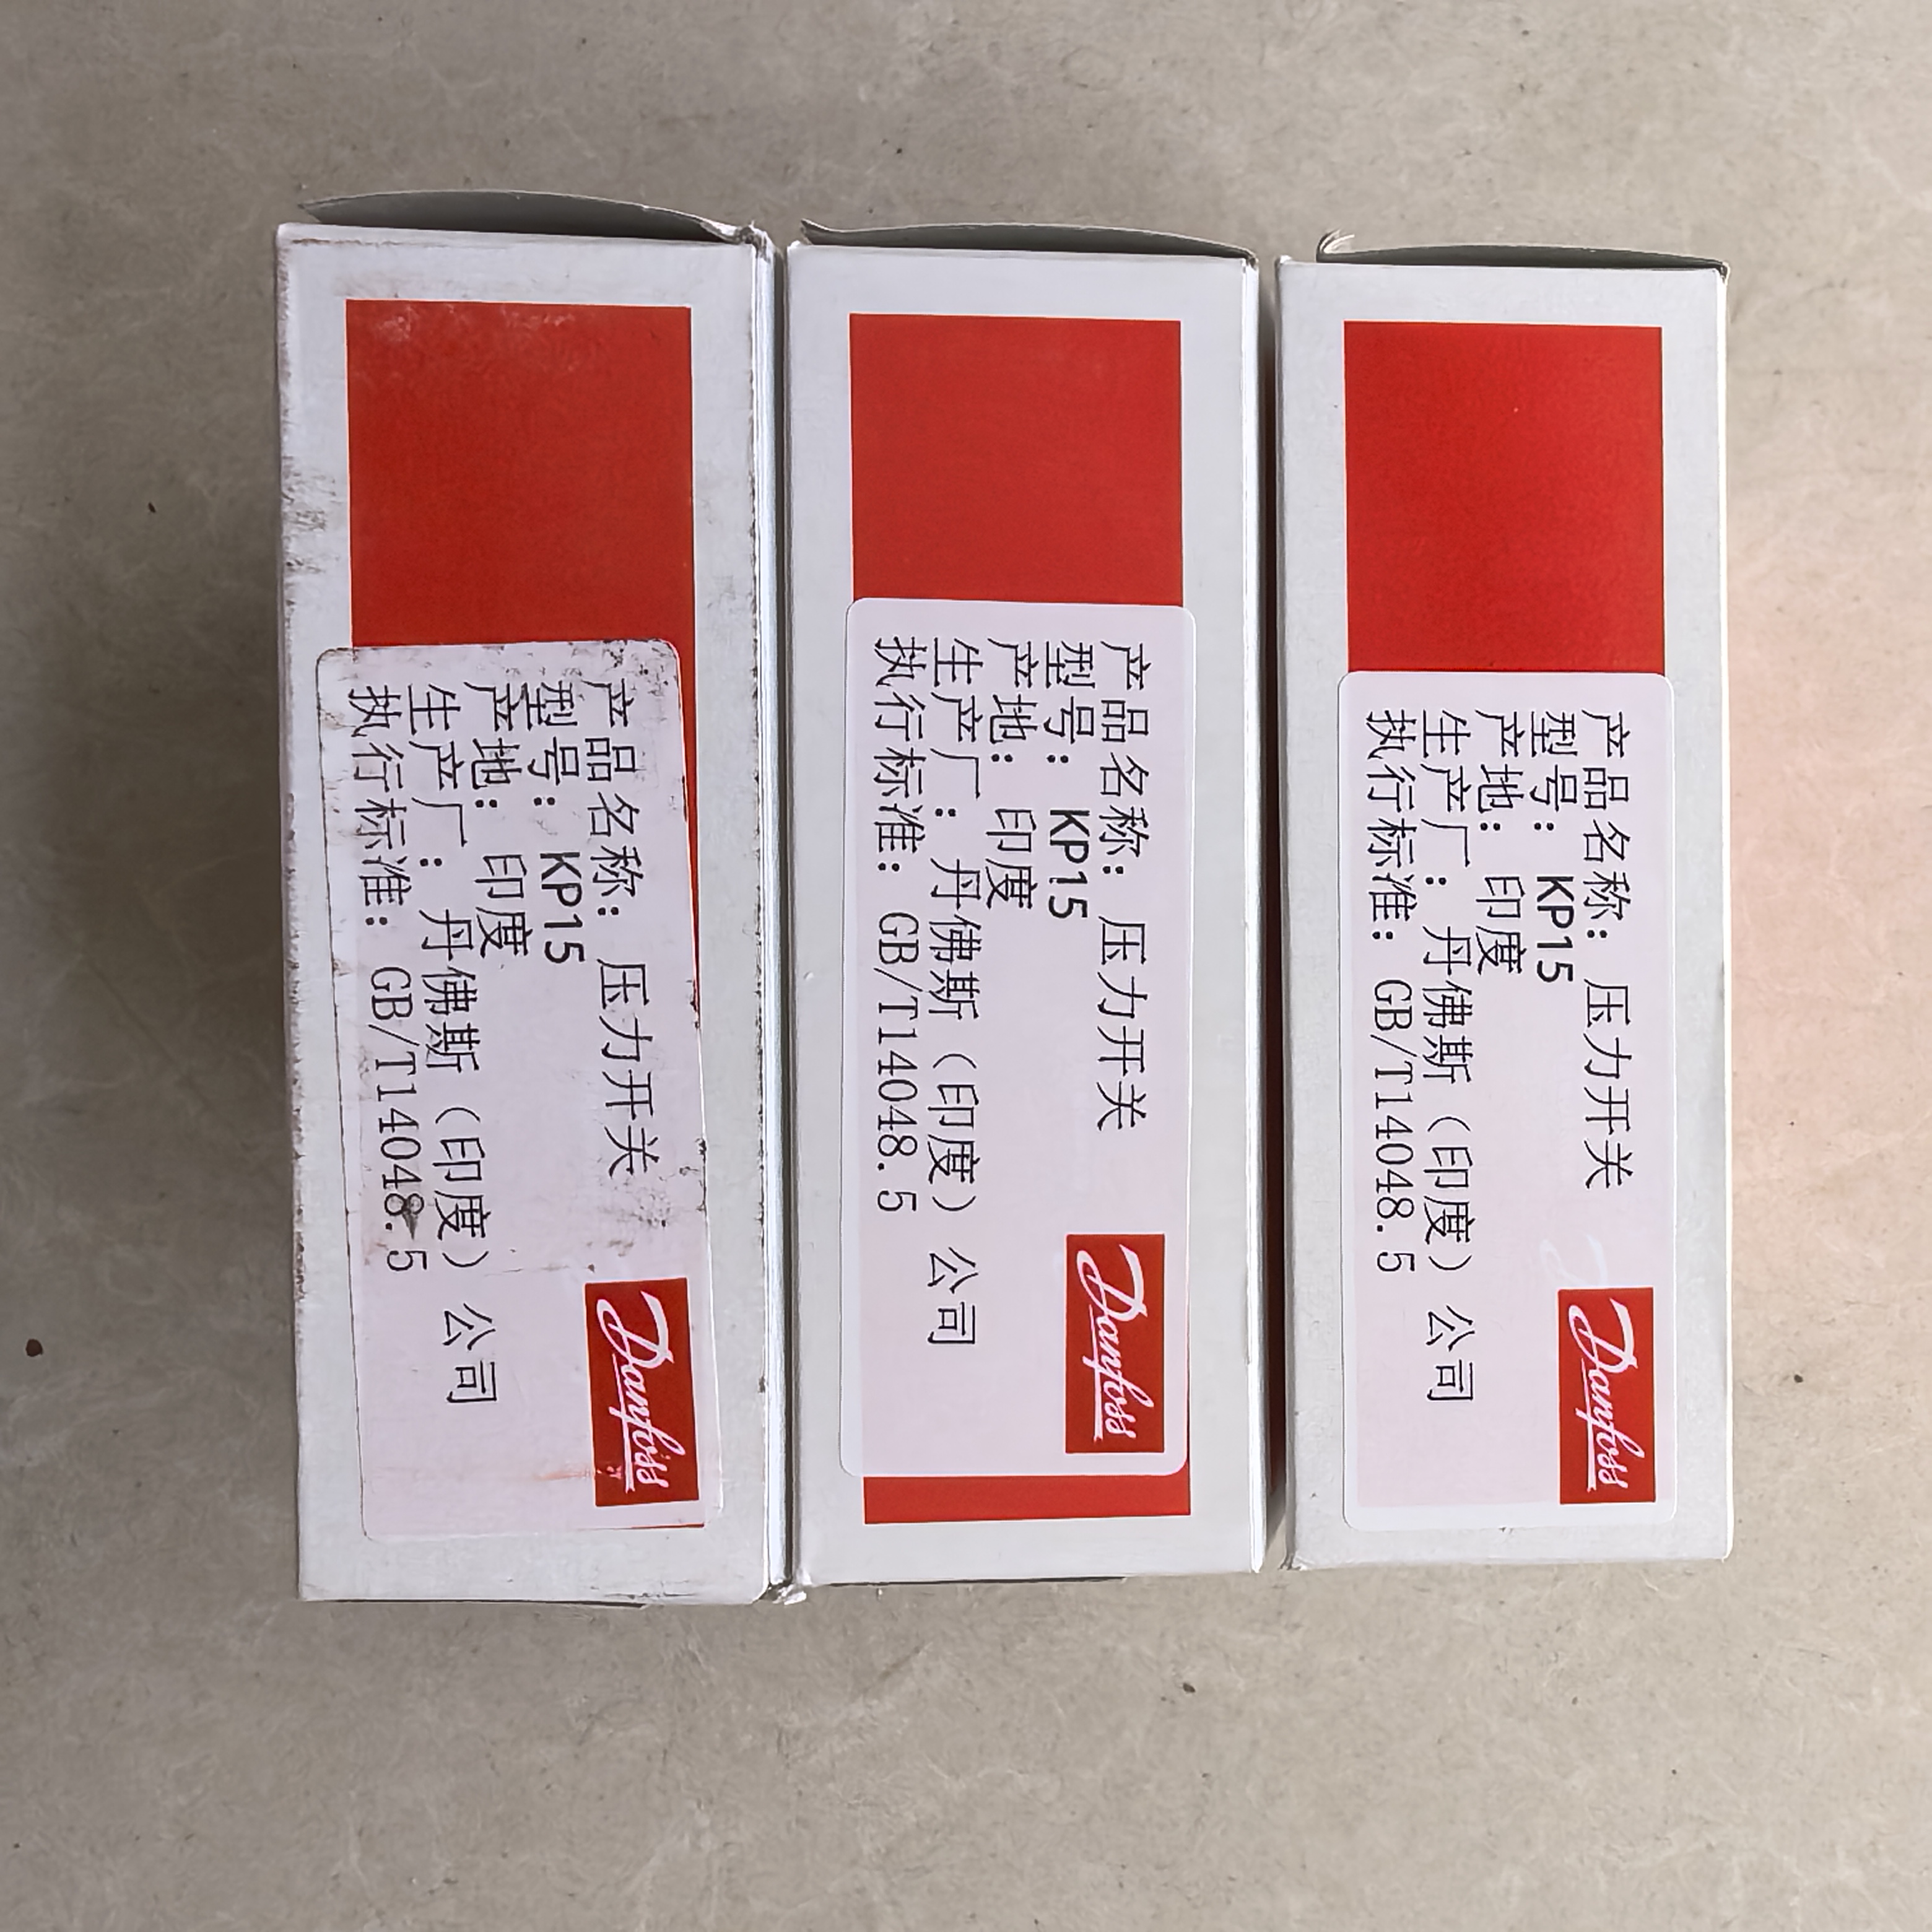 产品名称: 压力开关
型号: KP15
产地: 印度
生产厂: 丹佛斯(印度)公司
执行标准: GB/T14048.5
Danfoss
产品名称: 压力开关
型号: KP15
产地: 印度
生产厂: 丹佛斯(印度)公司
执行标准: GB/T14048.5
Danfoss
产品名称: 压力开关
型号: KP15
产地: 印度
生产厂: 丹佛斯(印度)公司
执行标准: GB/T14048.5
Danfoss